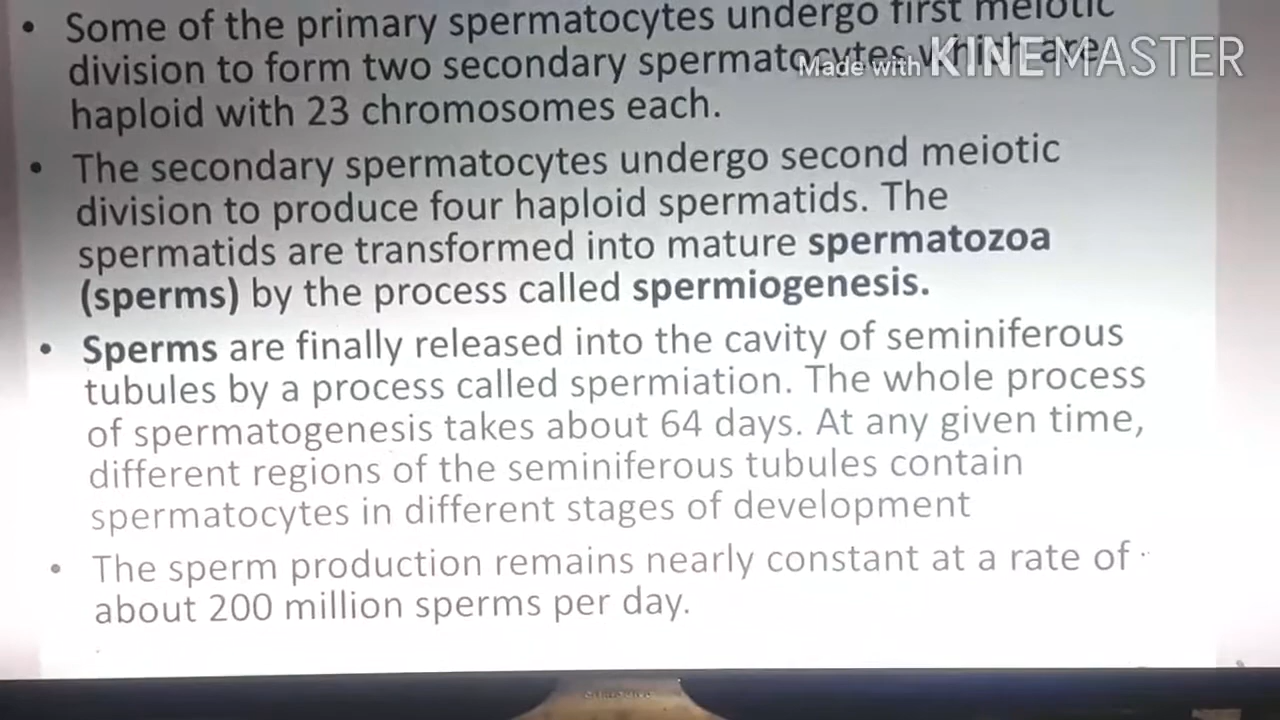 • Some of the primary spermatocytes undergo first meiotic
division to form two secondary spermatocytes which are
Made with KINEMASTER
haploid with 23 chromosomes each.
• The secondary spermatocytes undergo second meiotic
division to produce four haploid spermatids. The
spermatids are transformed into mature spermatozoa
(sperms) by the process called spermiogenesis.
• Sperms are finally released into the cavity of seminiferous
tubules by a process called spermiation. The whole process
of spermatogenesis takes about 64 days. At any given time,
different regions of the seminiferous tubules contain
spermatocytes in different stages of development
• The sperm production remains nearly constant at a rate of
about 200 million sperms per day.